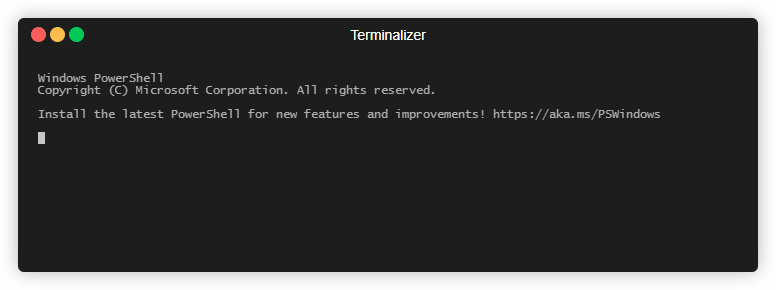 Terminalizer
Windows PowerShell
Copyright (C) Microsoft Corporation. All rights reserved.
Install the latest PowerShell for new features and improvements! https://aka.ms/PSWindows